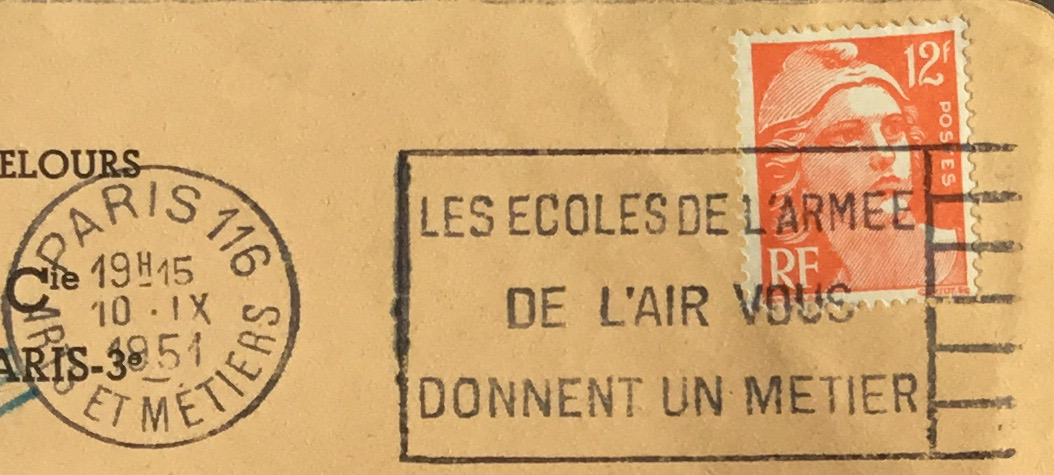 12f
POSTES
RF
ELOURS
Cie
ARIS-3e
PARIS 116
19H15
10 · IX
1951
ET MÉTIERS
LES ECOLES DE L'ARMEE
DE L'AIR VOUS
DONNENT UN METIER